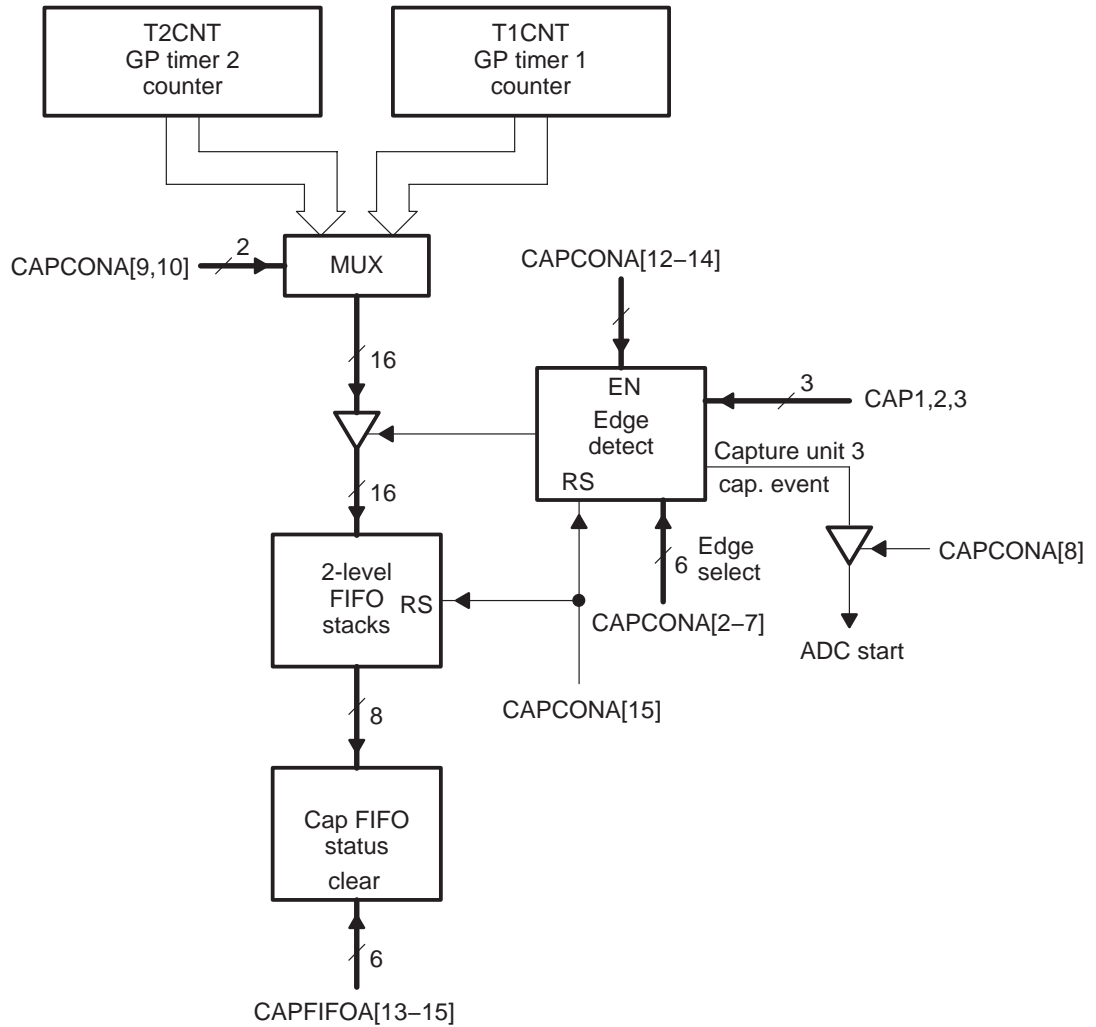 T2CNT
GP timer 2
counter
T1CNT
GP timer 1
counter
CAPCONA[9,10]
2
MUX
CAPCONA[12–14]
16
EN
Edge
detect
RS
3
CAP1,2,3
Capture unit 3
cap. event
16
6
Edge
select
CAPCONA[8]
2-level
FIFO
stacks
RS
CAPCONA[2–7]
ADC start
CAPCONA[15]
8
Cap FIFO
status
clear
6
CAPFIFOA[13–15]